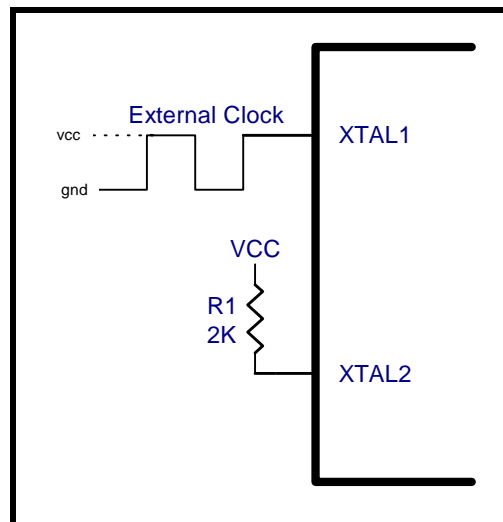 External Clock
vcc
XTAL1
gnd
VCC
R1
2K
XTAL2